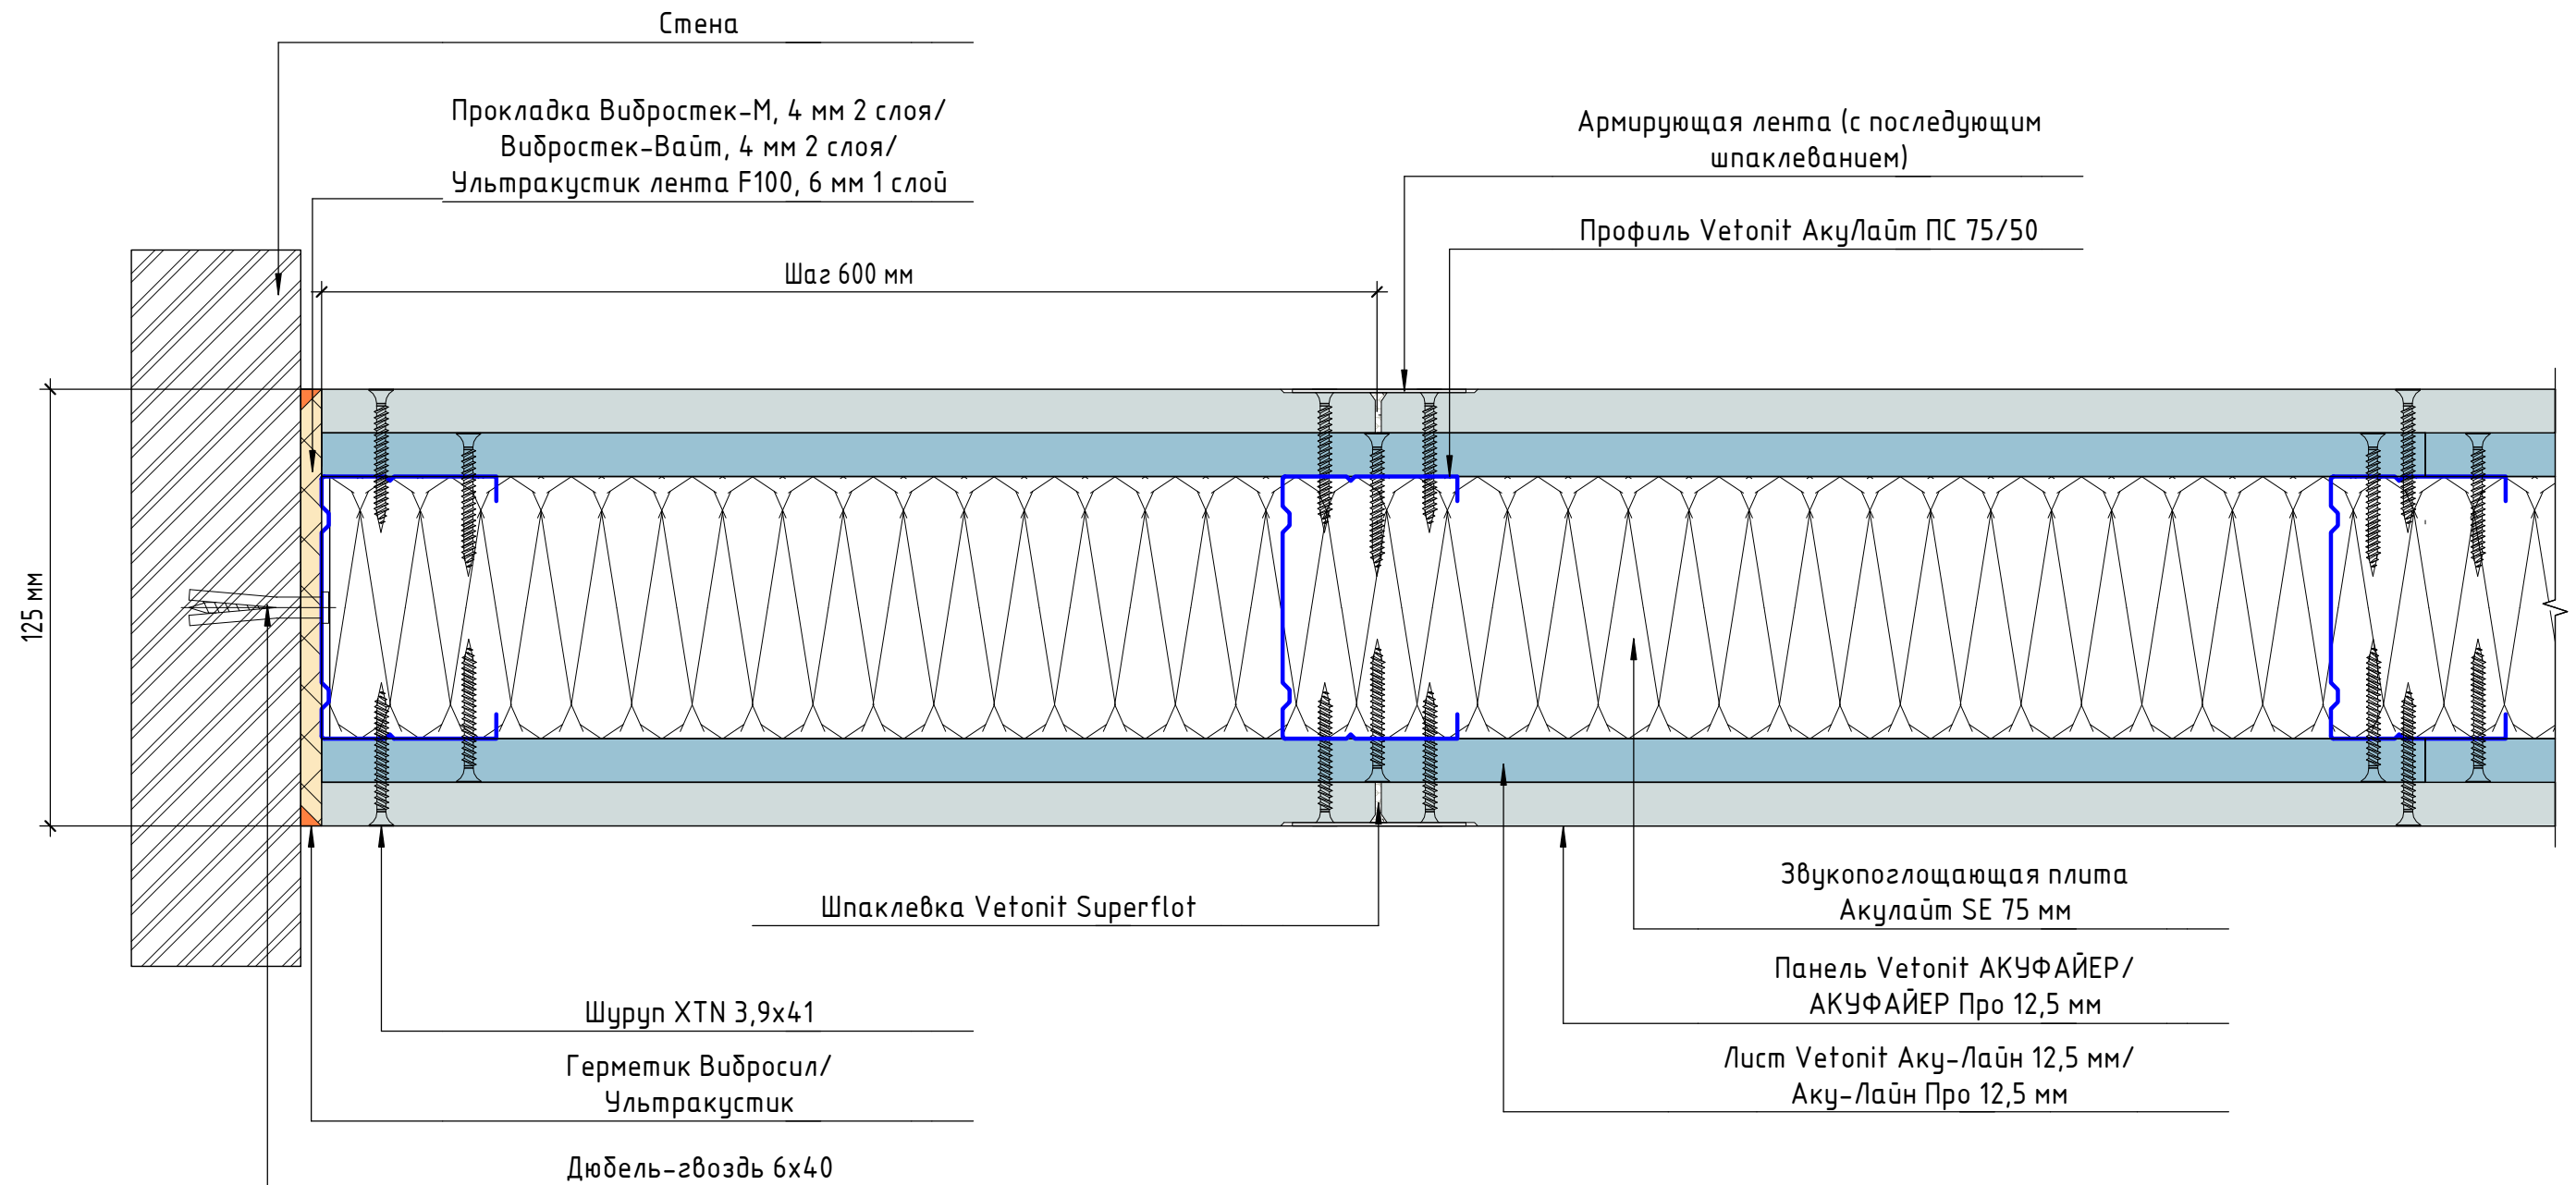 Стена
Прокладка Вибростек-М, 4 мм 2 слоя/
Вибростек-Вайт, 4 мм 2 слоя/
Ультракустик лента F100, 6 мм 1 слой
Армирующая лента (с последующим
шпаклеванием)
Профиль Vetonit АкуЛайт ПС 75/50
Шаг 600 мм
125 мм
Шпаклевка Vetonit Superflot
Звукопоглощающая плита
Акулайт SE 75 мм
Панель Vetonit АКУФАЙЕР/
АКУФАЙЕР Про 12,5 мм
Шуруп XTN 3,9x41
Лист Vetonit Аку-Лайн 12,5 мм/
Аку-Лайн Про 12,5 мм
Герметик Вибросил/
Ультракустик
Дюбель-гвоздь 6x40